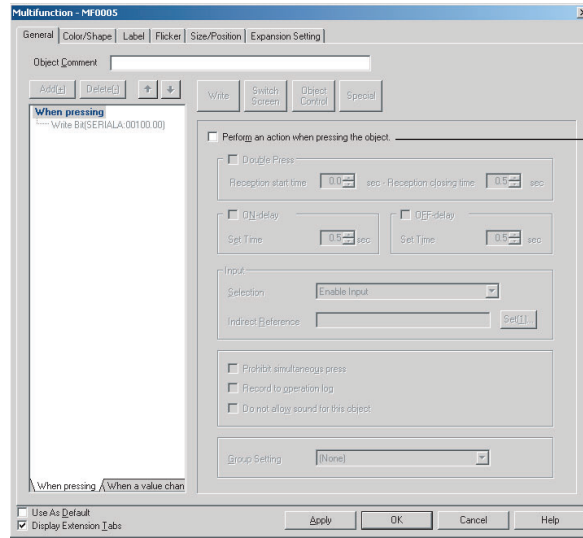 Multifunction - MF0005
General Color/Shape Label Flicker Size/Position Expansion Setting
Object Comment
Add(+) Delete(-) Write Switch Screen Object Control Special
When pressing
Write Bit(SERIALA:00100.00)
Perform an action when pressing the object.
Double Press
Reception start time 0.0 sec - Reception closing time 0.5 sec
ON-delay OFF-delay
Set Time 0.5 sec Set Time 0.5 sec
Input
Selection Enable Input
Indirect Reference Set(1)...
Prohibit simultaneous press
Record to operation log
Do not allow sound for this object
Group Setting (None)
When pressing When a value chan
Use As Default
Display Extension Tabs
Apply OK Cancel Help